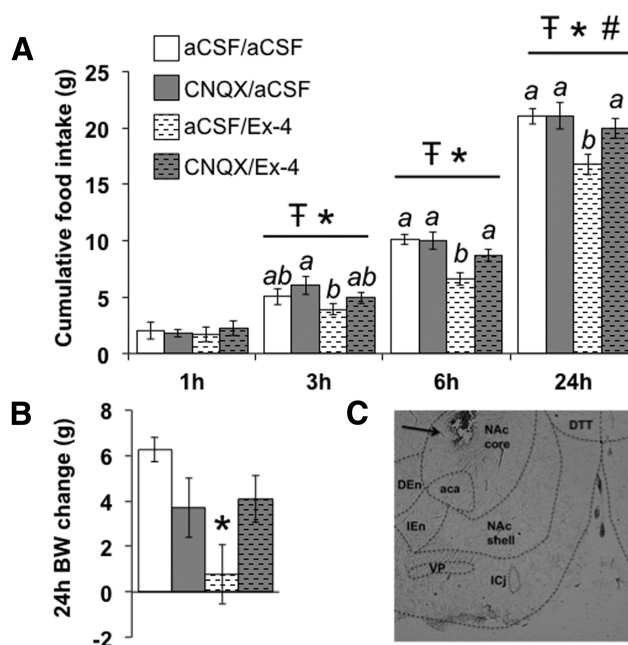 A
aCSF/aCSF
CNQX/aCSF
aCSF/Ex-4
CNQX/Ex-4
Ŧ * #
Ŧ *
Ŧ *
Cumulative food intake (g)
25
20
15
10
5
0
ab a b ab
a a b a
a a b a
1h 3h 6h 24h
B
24h BW change (g)
8
6
4
2
0
-2
*
C
NAc core
DTT
DEn
aca
IEn
NAc shell
VP
ICj